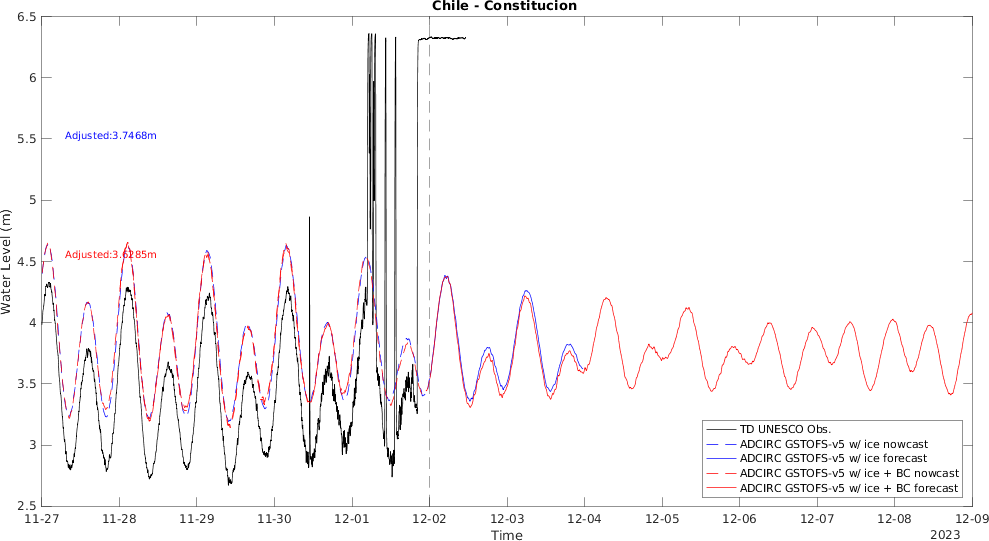 Chile - Constitucion
Water Level (m)
6.5
6
5.5
5
4.5
4
3.5
3
2.5
Adjusted:3.7468m
Adjusted:3.6285m
TD UNESCO Obs.
ADCIRC GSTOFS-v5 w/ ice nowcast
ADCIRC GSTOFS-v5 w/ ice forecast
ADCIRC GSTOFS-v5 w/ ice + BC nowcast
ADCIRC GSTOFS-v5 w/ ice + BC forecast
11-27 11-28 11-29 11-30 12-01 12-02 12-03 12-04 12-05 12-06 12-07 12-08 12-09
Time
2023